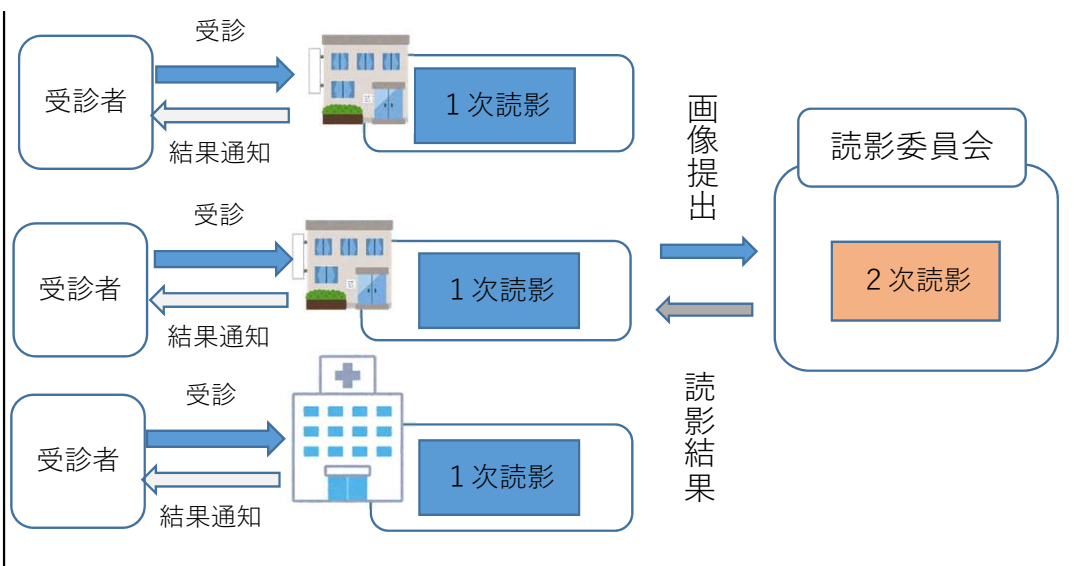 受診
受診者
1次読影
結果通知
受診
受診者
1次読影
結果通知
受診
受診者
1次読影
結果通知
画像提出
読影結果
読影委員会
2次読影